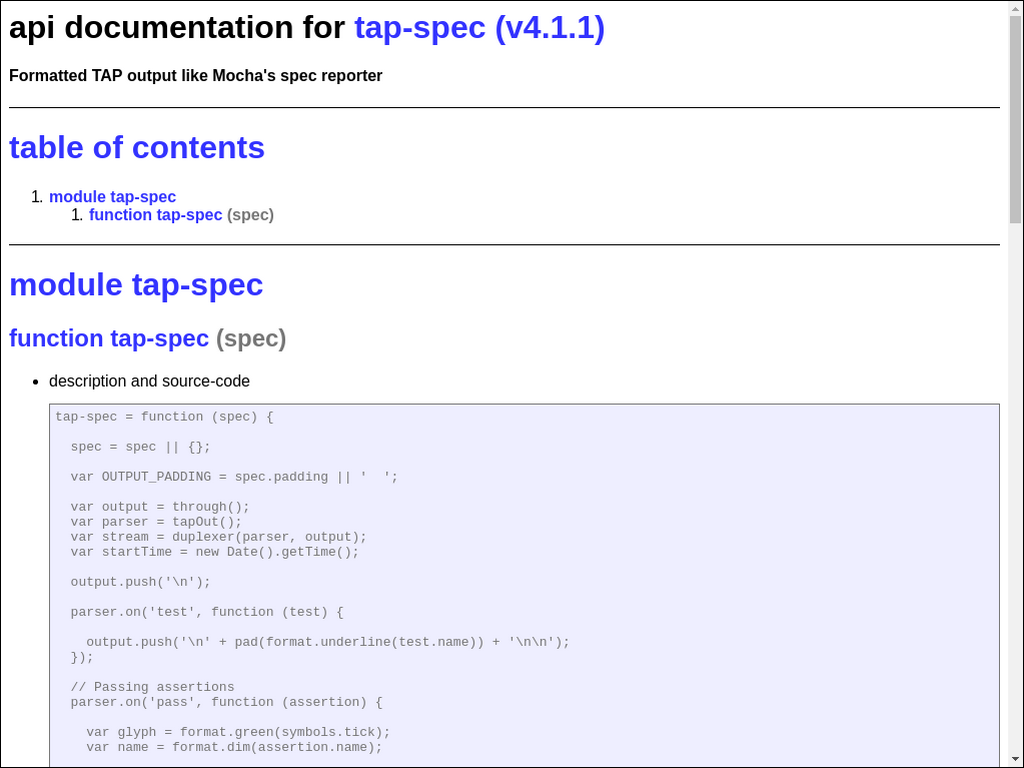 api documentation for tap-spec (v4.1.1)
Formatted TAP output like Mocha's spec reporter
table of contents
1. module tap-spec
1. function tap-spec (spec)
module tap-spec
function tap-spec (spec)
• description and source-code
tap-spec = function (spec) {
  spec = spec || {};
  var OUTPUT_PADDING = spec.padding || '  ';
  var output = through();
  var parser = tapOut();
  var stream = duplexer(parser, output);
  var startTime = new Date().getTime();
  output.push('\n');
  parser.on('test', function (test) {
    output.push('\n' + pad(format.underline(test.name)) + '\n\n');
  });
  // Passing assertions
  parser.on('pass', function (assertion) {
    var glyph = format.green(symbols.tick);
    var name = format.dim(assertion.name);